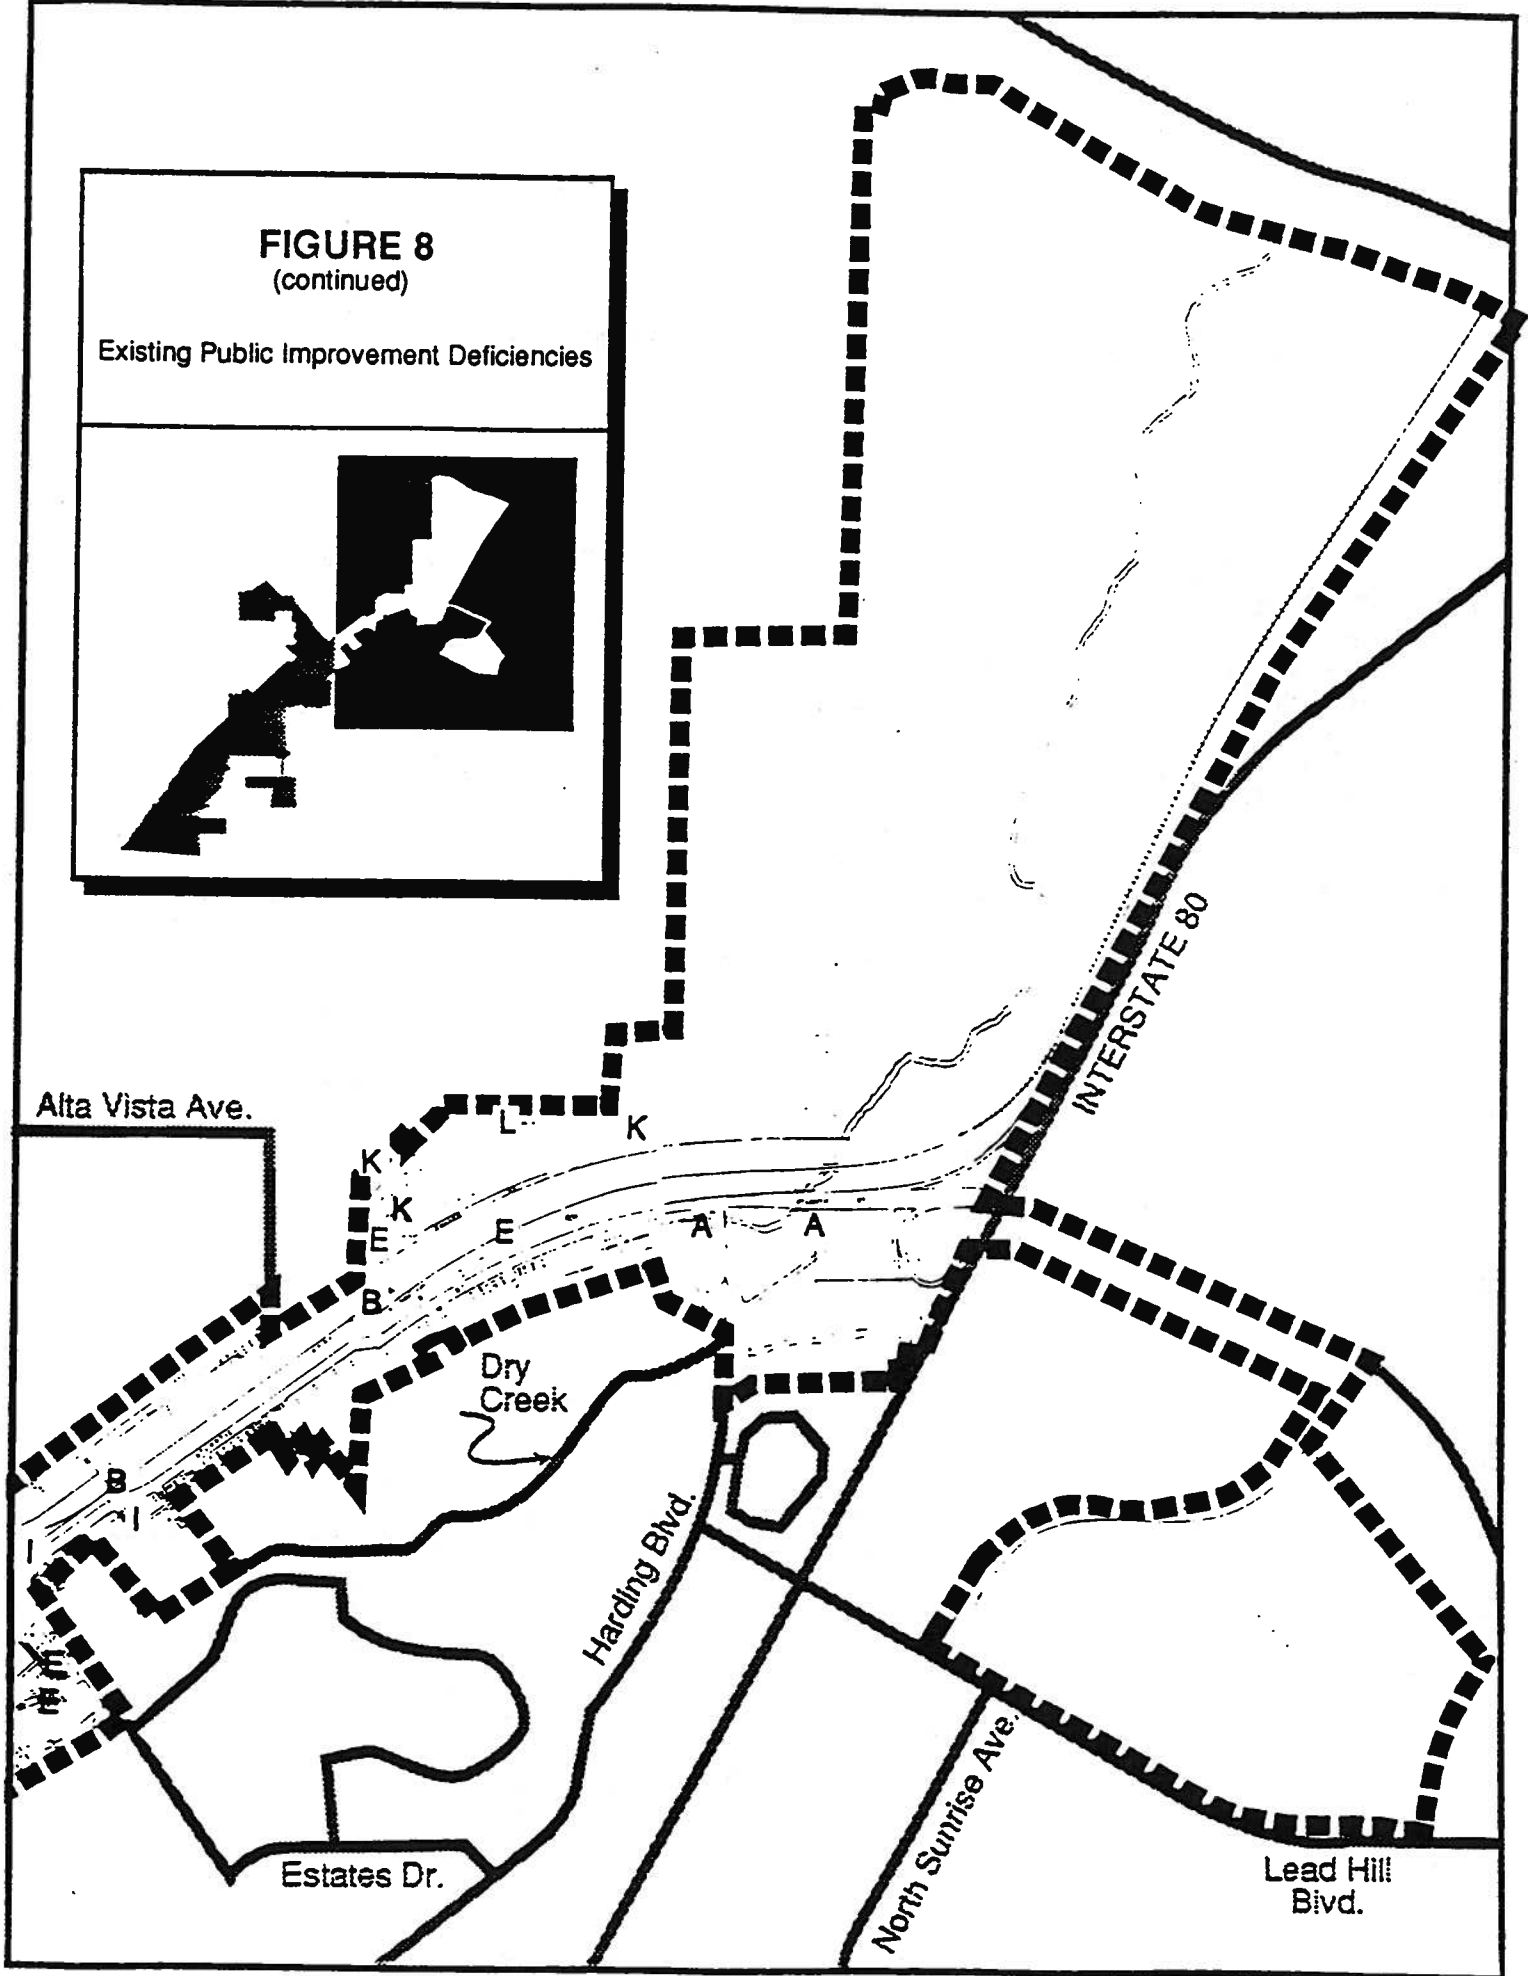 FIGURE 8
(continued)
Existing Public Improvement Deficiencies
INTERSTATE 80
Alta Vista Ave.
L
K
K
K
E
E
A
A
B
Dry
Creek
B
I
I
Harding Blvd.
E
E
North Sunrise Ave.
Estates Dr.
Lead Hill
Blvd.